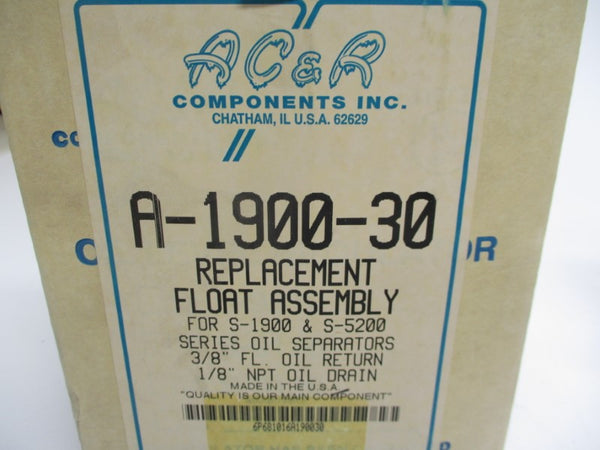 AC&R
COMPONENTS INC.
CHATHAM, IL U.S.A. 62629
A-1900-30
REPLACEMENT
FLOAT ASSEMBLY
FOR S-1900 & S-5200
SERIES OIL SEPARATORS
3/8" FL. OIL RETURN
1/8" NPT OIL DRAIN
MADE IN THE U.S.A.
"QUALITY IS OUR MAIN COMPONENT"
6P681016A190030